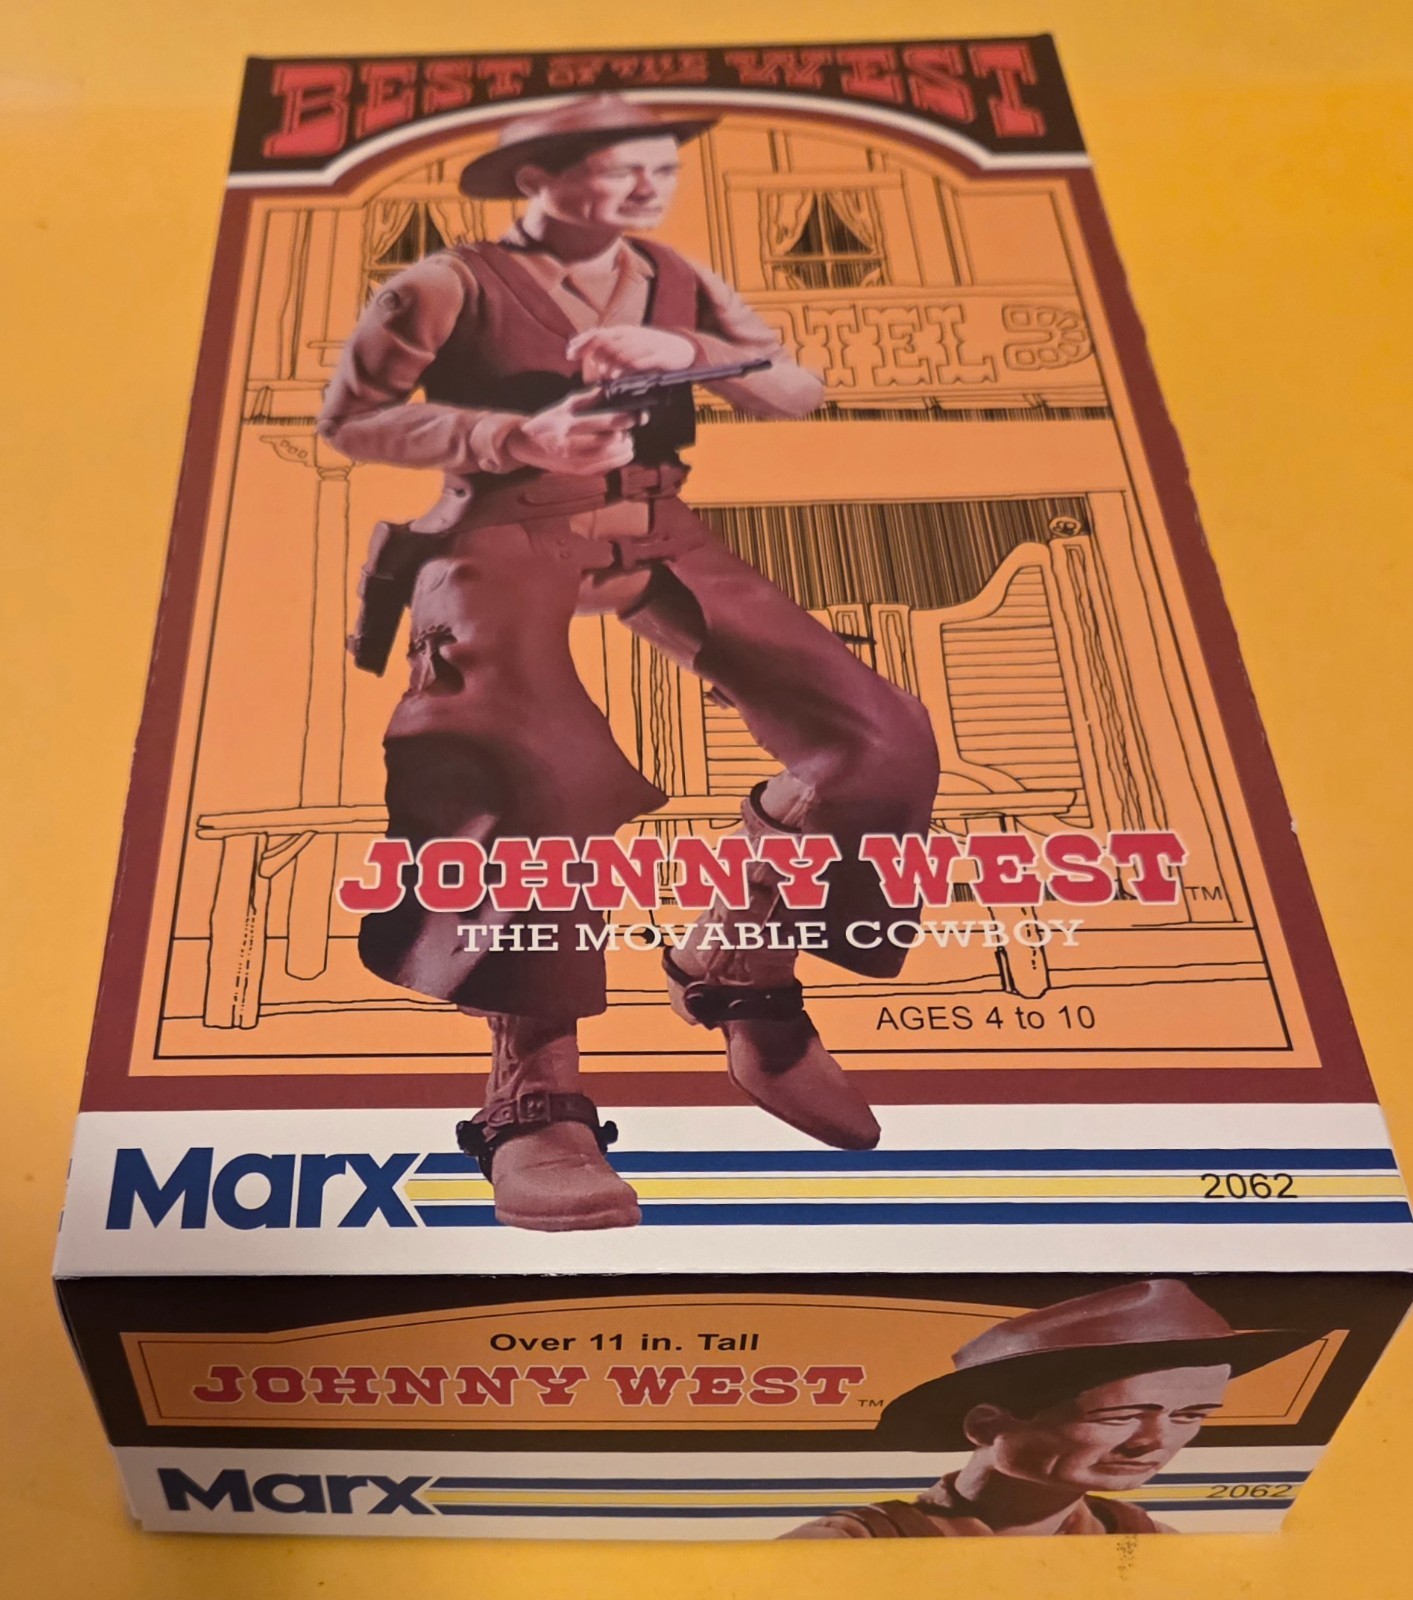 BEST OF THE WEST
OTEL
JOHNNY WEST™
THE MOVABLE COWBOY
AGES 4 to 10
Marx
2062
Over 11 in. Tall
JOHNNY WEST™
Marx
2062